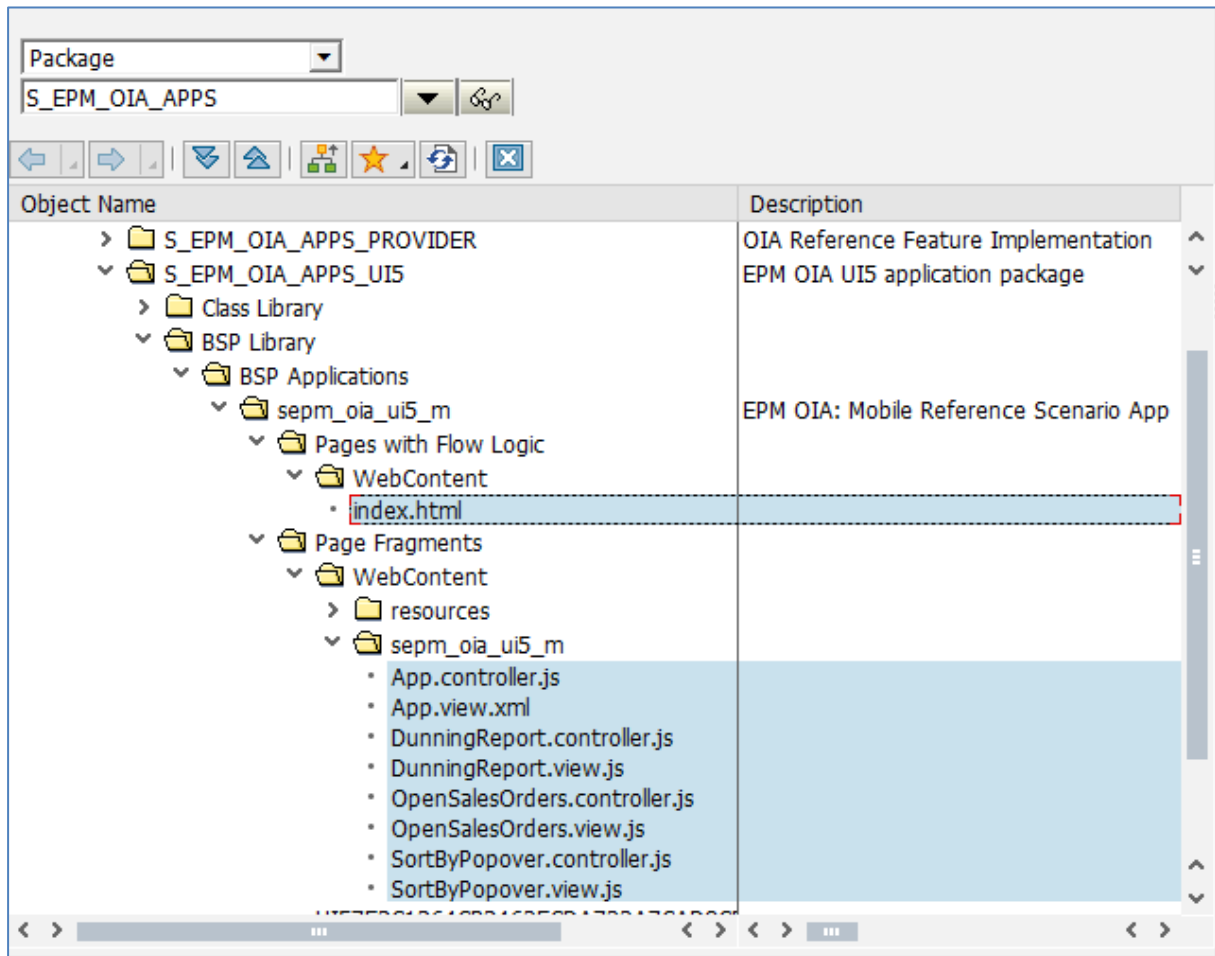 Package
S_EPM_OIA_APPS
Object Name Description
S_EPM_OIA_APPS_PROVIDER OIA Reference Feature Implementation
S_EPM_OIA_APPS_UI5 EPM OIA UI5 application package
Class Library
BSP Library
BSP Applications
sepm_oia_ui5_m EPM OIA: Mobile Reference Scenario App
Pages with Flow Logic
WebContent
index.html
Page Fragments
WebContent
resources
sepm_oia_ui5_m
App.controller.js
App.view.xml
DunningReport.controller.js
DunningReport.view.js
OpenSalesOrders.controller.js
OpenSalesOrders.view.js
SortByPopover.controller.js
SortByPopover.view.js